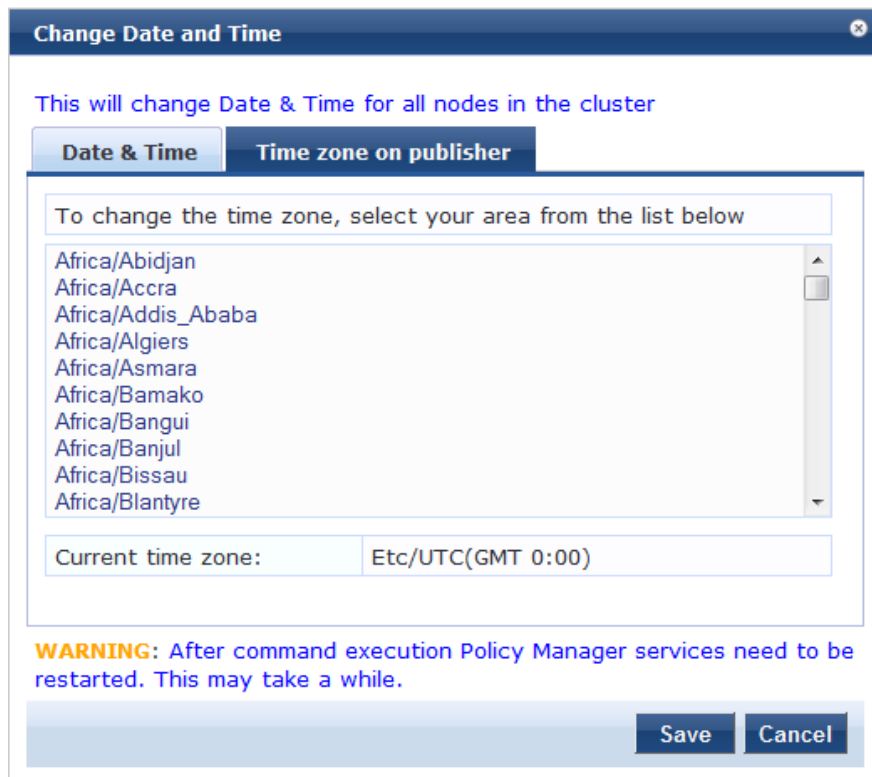 Change Date and Time
This will change Date & Time for all nodes in the cluster
Date & Time
Time zone on publisher
To change the time zone, select your area from the list below
Africa/Abidjan
Africa/Accra
Africa/Addis_Ababa
Africa/Algiers
Africa/Asmara
Africa/Bamako
Africa/Bangui
Africa/Banjul
Africa/Bissau
Africa/Blantyre
Current time zone: Etc/UTC(GMT 0:00)
WARNING: After command execution Policy Manager services need to be
restarted. This may take a while.
Save Cancel